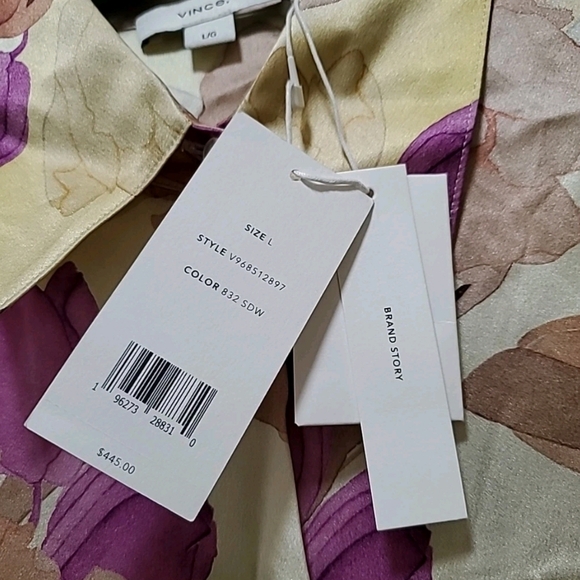 VINCE.
L/G
SIZE L
STYLE V968512897
COLOR 832 SDW
1 96273 28831 0
$445.00
BRAND STORY